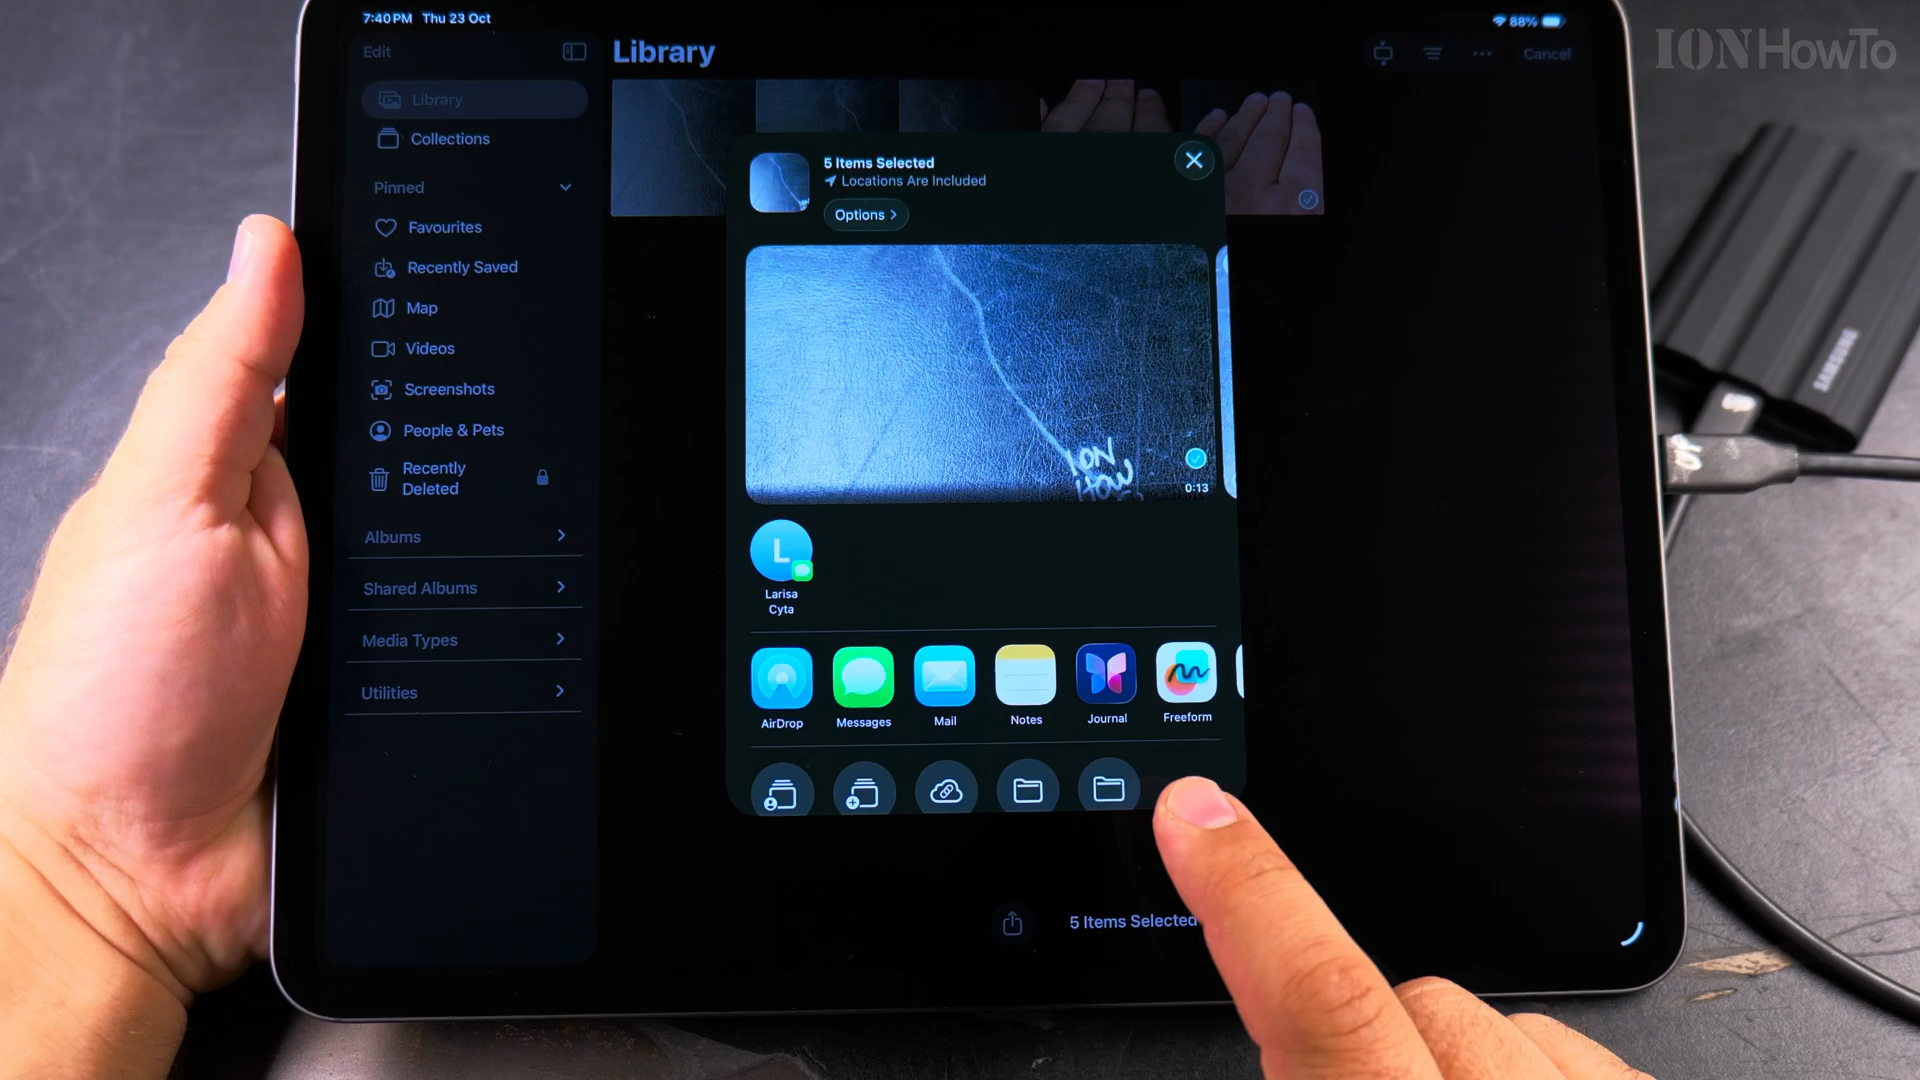 7:40 PM Thu 23 Oct
88%
Edit
Library
Cancel
IONHowTo
Library
Collections
Pinned
Favourites
Recently Saved
Map
Videos
Screenshots
People & Pets
Recently
Deleted
Albums
Shared Albums
Media Types
Utilities
5 Items Selected
Locations Are Included
Options
ION
HOW
0:13
L
Larisa
Cyta
AirDrop
Messages
Mail
Notes
Journal
Freeform
5 Items Selected
SAMSUNG